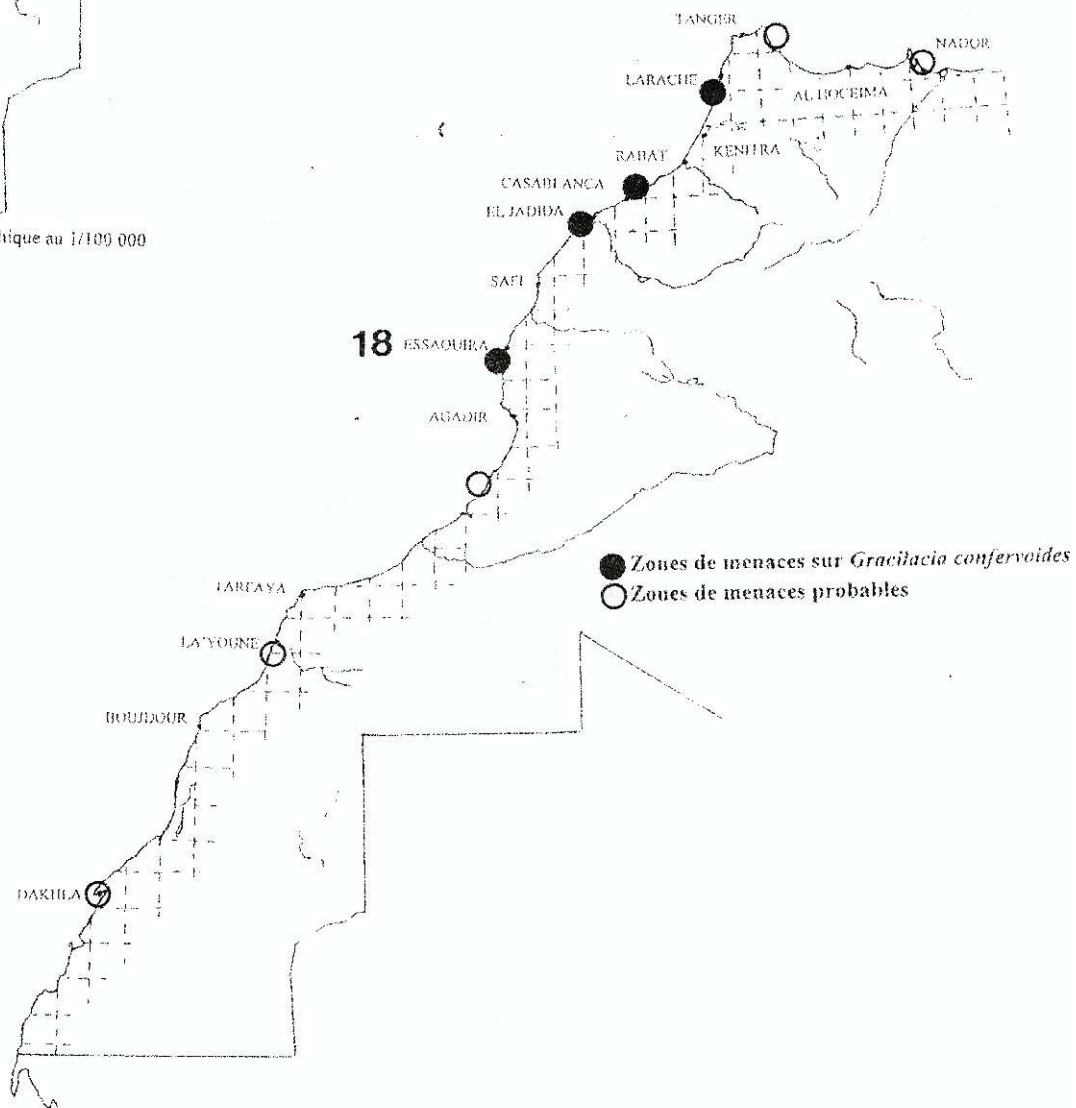 TANGER
NADOR
LARACHE
AL HOCEIMA
RABAT
KENITRA
CASABLANCA
EL JADIDA
hique au 1/100 000
SAFI
18 ESSAOUIRA
AGADIR
Zones de menaces sur Gracilacia confervoides
Zones de menaces probables
TARFAYA
LA'YOUNE
BOUJDOUR
DAKHLA